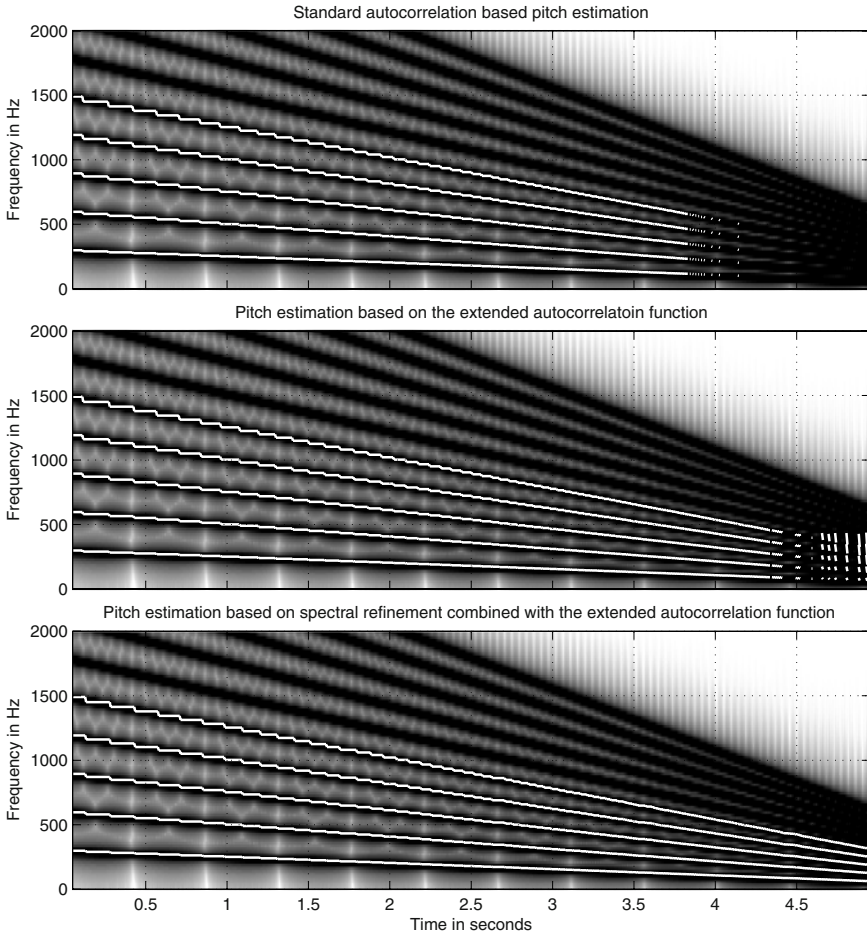 Standard autocorrelation based pitch estimation
2000
1500
1000
500
0
Frequency in Hz
Pitch estimation based on the extended autocorrelatoin function
2000
1500
1000
500
0
Frequency in Hz
Pitch estimation based on spectral refinement combined with the extended autocorrelation function
2000
1500
1000
500
0
Frequency in Hz
0.5 1 1.5 2 2.5 3 3.5 4 4.5
Time in seconds